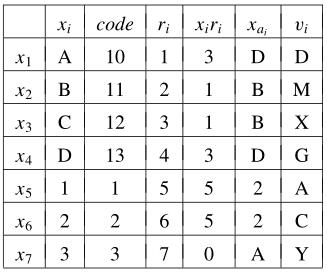 x_i code r_i x_i r_i x_{a_i} v_i
x_1 A 10 1 3 D D
x_2 B 11 2 1 B M
x_3 C 12 3 1 B X
x_4 D 13 4 3 D G
x_5 1 1 5 5 2 A
x_6 2 2 6 5 2 C
x_7 3 3 7 0 A Y